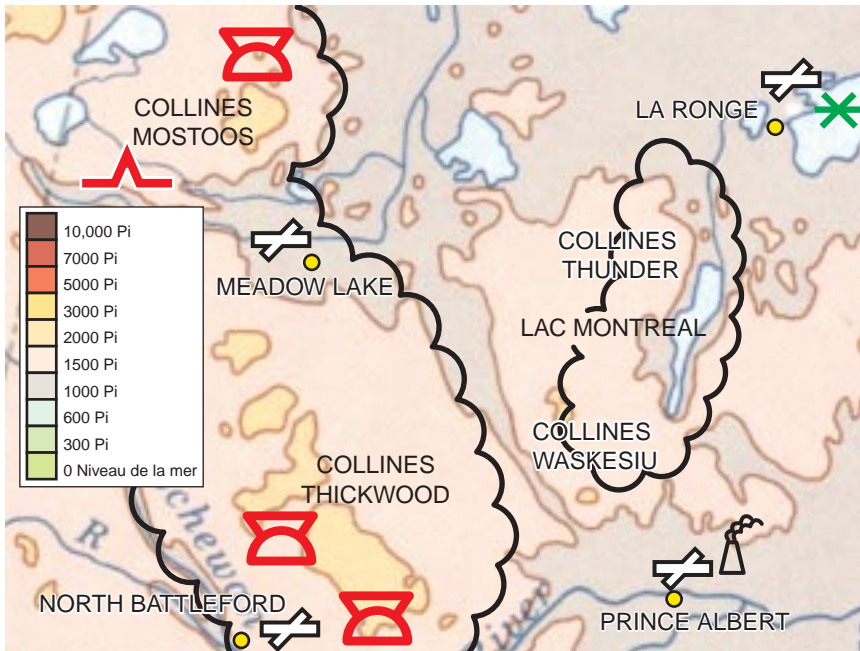 COLLINES
MOSTOOS
LA RONGE
COLLINES
THUNDER
MEADOW LAKE
LAC MONTREAL
10,000 Pi
7000 Pi
5000 Pi
3000 Pi
2000 Pi
1500 Pi
1000 Pi
600 Pi
300 Pi
0 Niveau de la mer
COLLINES
WASKESIU
COLLINES
THICKWOOD
R
NORTH BATTLEFORD
PRINCE ALBERT